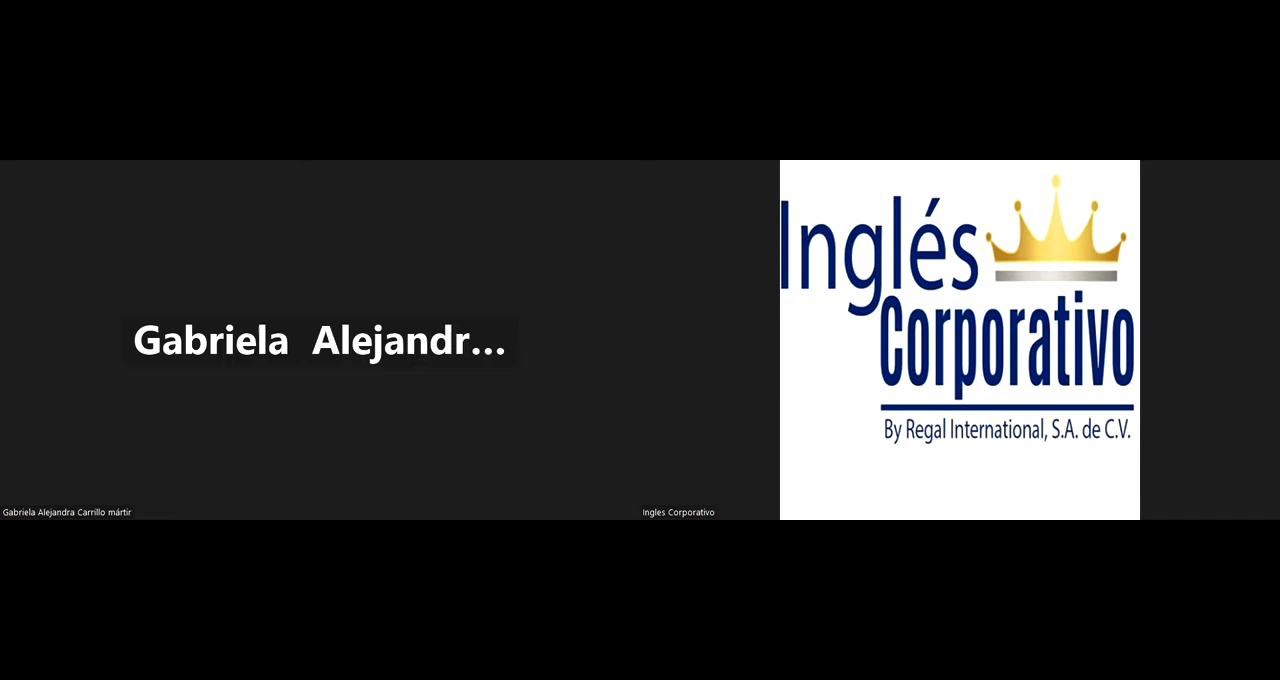 Gabriela Alejandr...
Gabriela Alejandra Carrillo mártir
Inglés
Corporativo
By Regal International, S.A. de C.V.
Ingles Corporativo